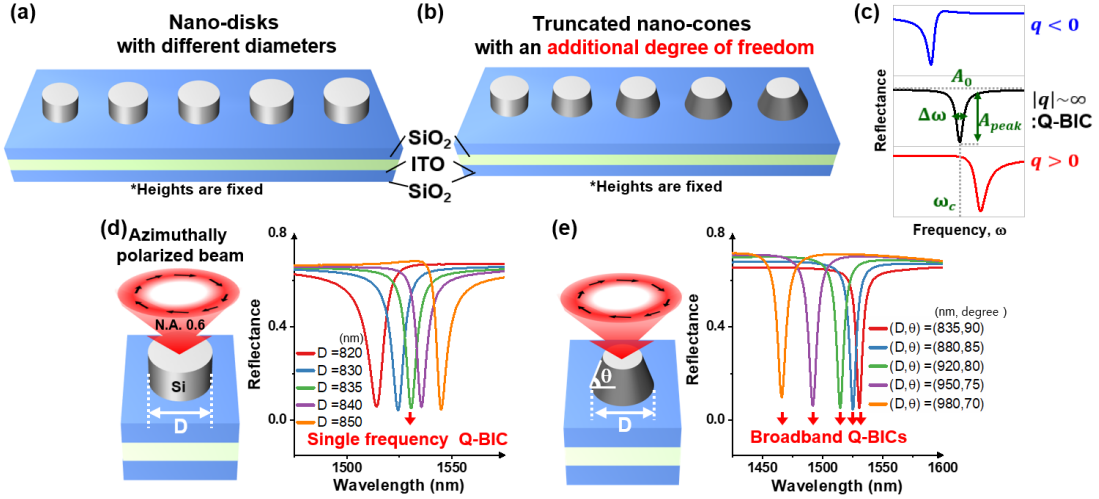 (a)
Nano-disks
with different diameters
*Heights are fixed
(b)
Truncated nano-cones
with an additional degree of freedom
SiO₂
ITO
SiO₂
*Heights are fixed
(c)
Reflectance
q < 0
A₀
Δω
A_peak
|q|~∞
:Q-BIC
q > 0
ω_c
Frequency, ω
(d)
Azimuthally
polarized beam
N.A. 0.6
Si
D
Reflectance
0.8
0.4
0.0
(nm)
D =820
D =830
D =835
D =840
D =850
Single frequency Q-BIC
1500
1550
Wavelength (nm)
(e)
θ
D
Reflectance
0.8
0.4
0.0
(nm, degree )
(D,θ) =(835,90)
(D,θ) =(880,85)
(D,θ) =(920,80)
(D,θ) =(950,75)
(D,θ) =(980,70)
Broadband Q-BICs
1450
1500
1550
1600
Wavelength (nm)